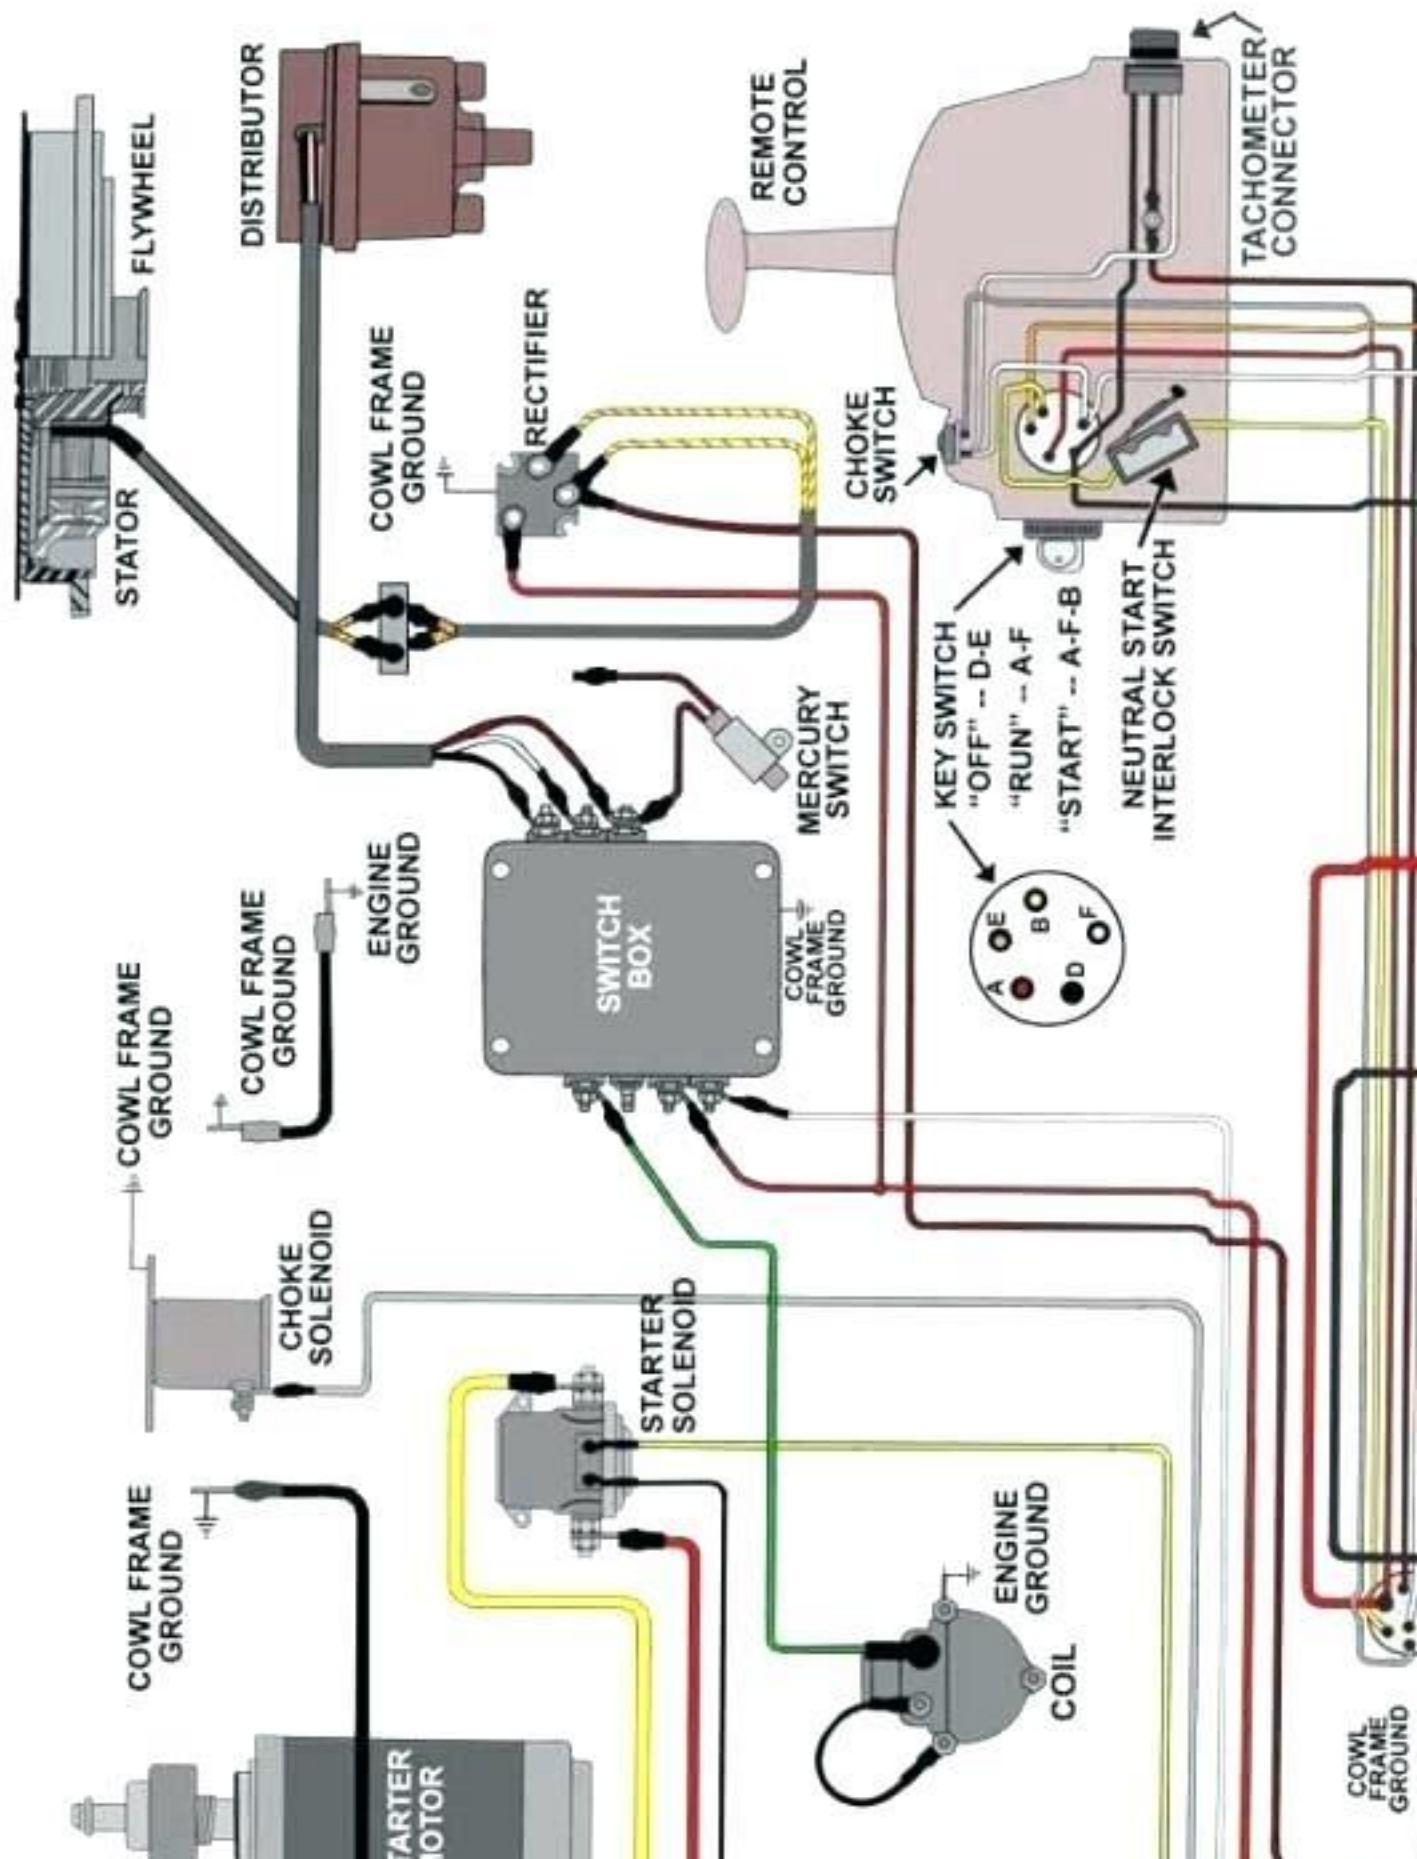 FLYWHEEL
STATOR
DISTRIBUTOR
COWL FRAME
GROUND
RECTIFIER
REMOTE
CONTROL
TACHOMETER
CONNECTOR
CHOKE
SWITCH
KEY SWITCH
"OFF" -- D-E
"RUN" -- A-F
"START" -- A-F-B
NEUTRAL START
INTERLOCK SWITCH
MERCURY
SWITCH
E
B
F
A
D
ENGINE
GROUND
COWL FRAME
GROUND
COWL FRAME
GROUND
SWITCH
BOX
COWL
FRAME
GROUND
CHOKE
SOLENOID
STARTER
SOLENOID
COWL FRAME
GROUND
ENGINE
GROUND
COIL
COWL
FRAME
GROUND
TARTER
OTOR